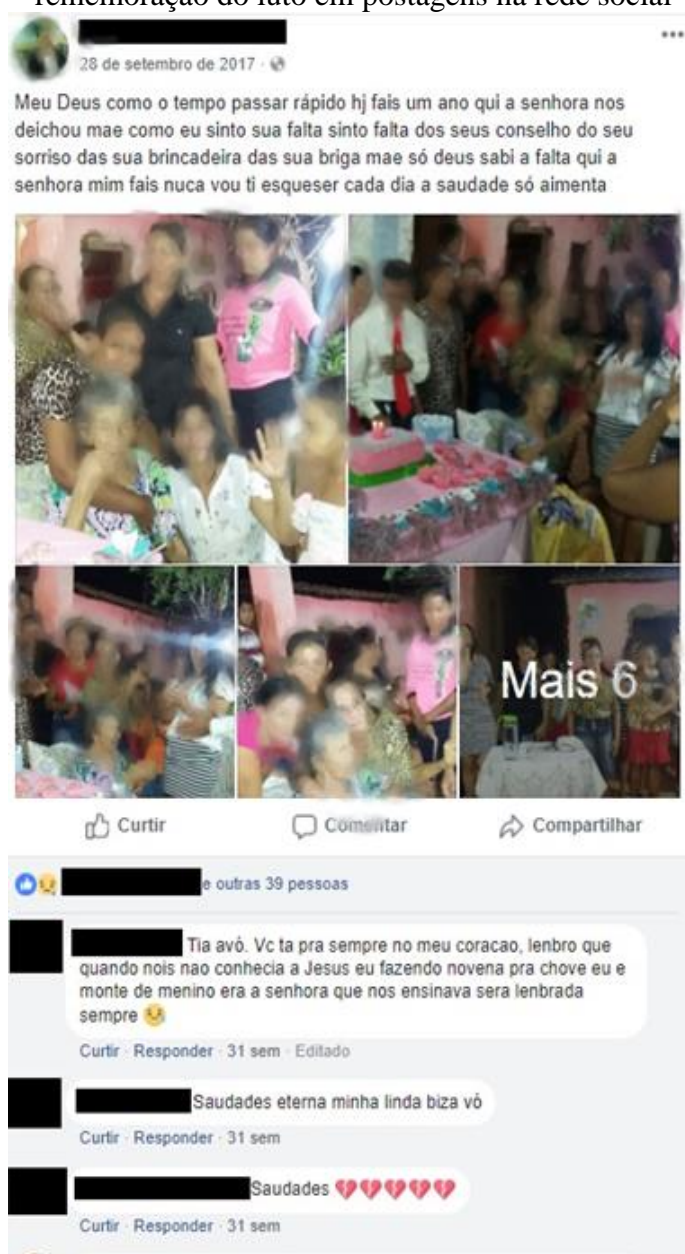 rememoração do luto em postagens na rede social
28 de setembro de 2017 ·
Meu Deus como o tempo passar rápido hj fais um ano qui a senhora nos
deichou mae como eu sinto sua falta sinto falta dos seus conselho do seu
sorriso das sua brincadeira das sua briga mae só deus sabi a falta qui a
senhora mim fais nuca vou ti esqueser cada dia a saudade só aimenta
Mais 6
Curtir Comentar Compartilhar
e outras 39 pessoas
Tia avô. Vc ta pra sempre no meu coracao, lenbro que
quando nois nao conhecia a Jesus eu fazendo novena pra chove eu e
monte de menino era a senhora que nos ensinava sera lenbrada
sempre
Curtir · Responder · 31 sem · Editado
Saudades eterna minha linda biza vó
Curtir · Responder · 31 sem
Saudades
Curtir · Responder · 31 sem